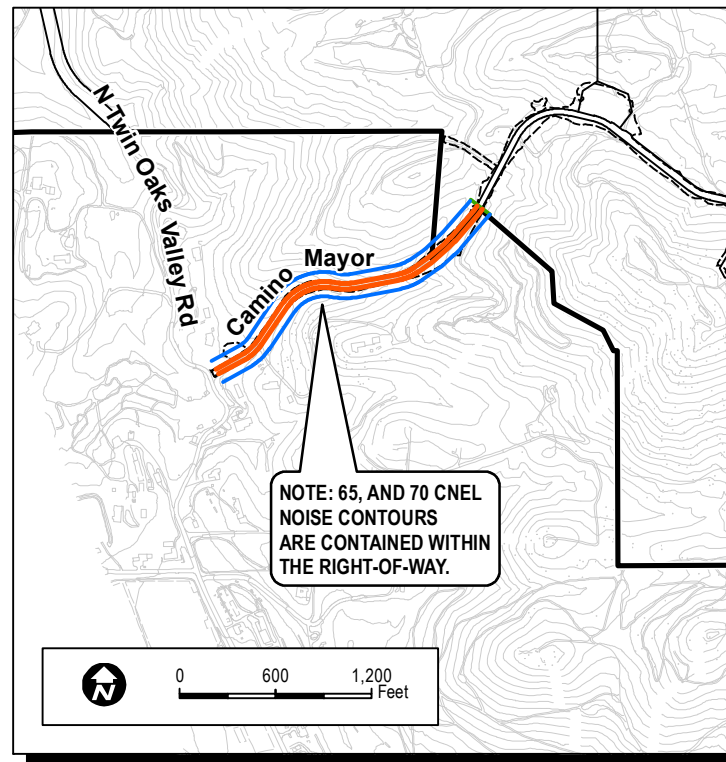 N-Twin Oaks Valley Rd
Camino Mayor
NOTE: 65, AND 70 CNEL
NOISE CONTOURS
ARE CONTAINED WITHIN
THE RIGHT-OF-WAY.
N
0 600 1,200
Feet